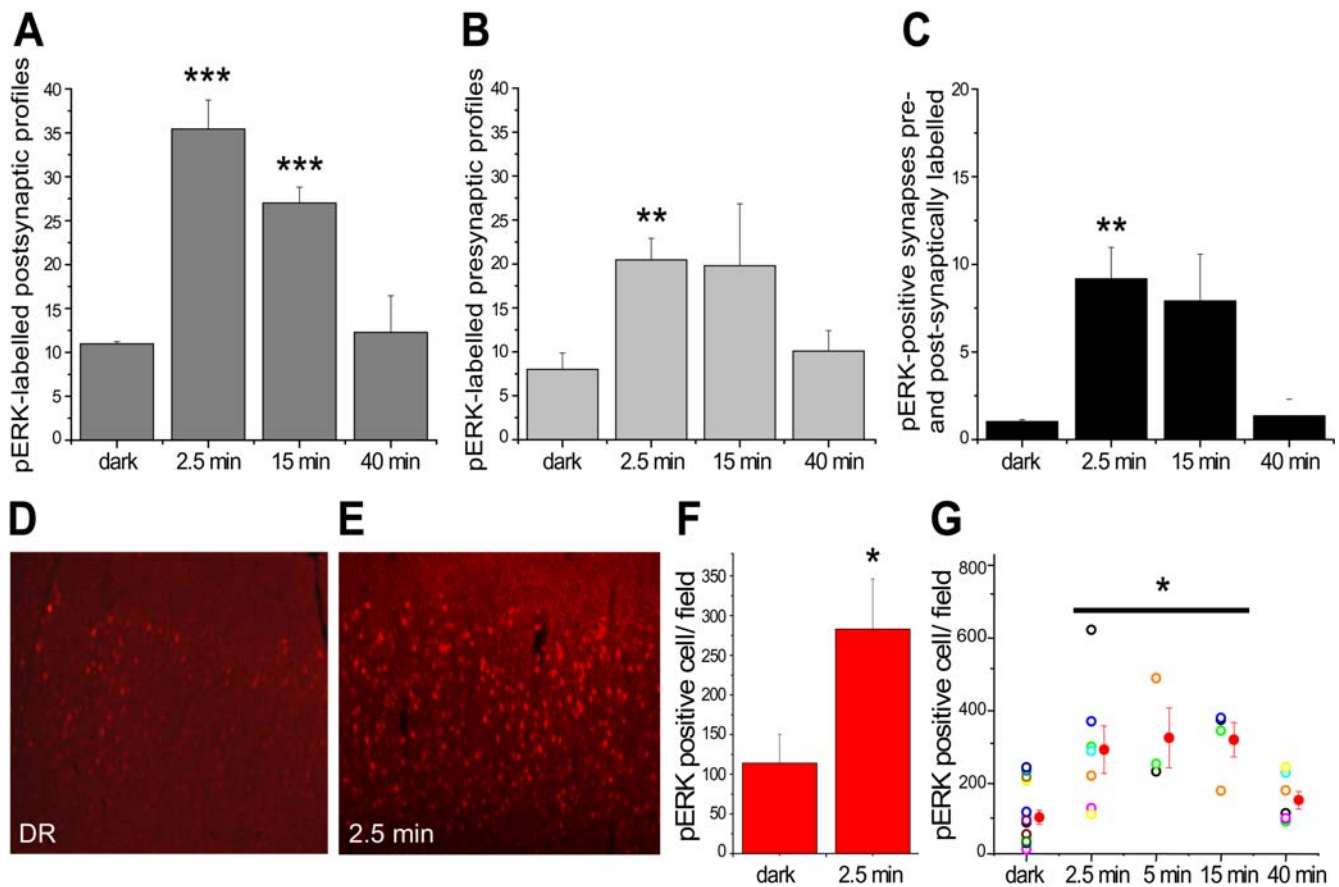 A
pERK-labelled postsynaptic profiles
40
35
30
25
20
15
10
5
0
***
***
dark 2.5 min 15 min 40 min
B
pERK-labelled presynaptic profiles
40
35
30
25
20
15
10
5
0
**
dark 2.5 min 15 min 40 min
C
pERK-positive synapses pre-
and post-synaptically labelled
20
15
10
5
0
**
dark 2.5 min 15 min 40 min
D
DR
E
2.5 min
F
pERK positive cell/ field
350
300
250
200
150
100
50
0
*
dark 2.5 min
G
pERK positive cell/ field
800
600
400
200
0
*
dark 2.5 min 5 min 15 min 40 min